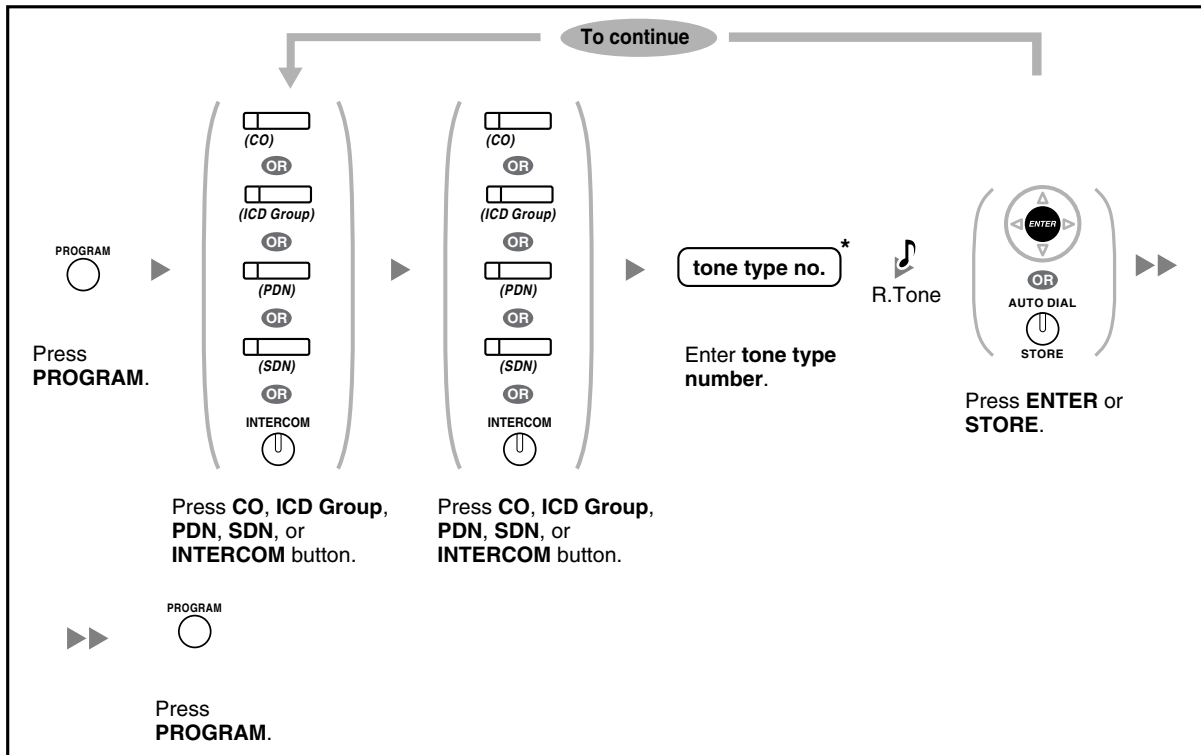 To continue
PROGRAM
Press
PROGRAM.
(CO)
OR
(ICD Group)
OR
(PDN)
OR
(SDN)
OR
INTERCOM
Press CO, ICD Group,
PDN, SDN, or
INTERCOM button.
(CO)
OR
(ICD Group)
OR
(PDN)
OR
(SDN)
OR
INTERCOM
Press CO, ICD Group,
PDN, SDN, or
INTERCOM button.
tone type no.*
Enter tone type
number.
R.Tone
ENTER
OR
AUTO DIAL
STORE
Press ENTER or
STORE.
PROGRAM
Press
PROGRAM.